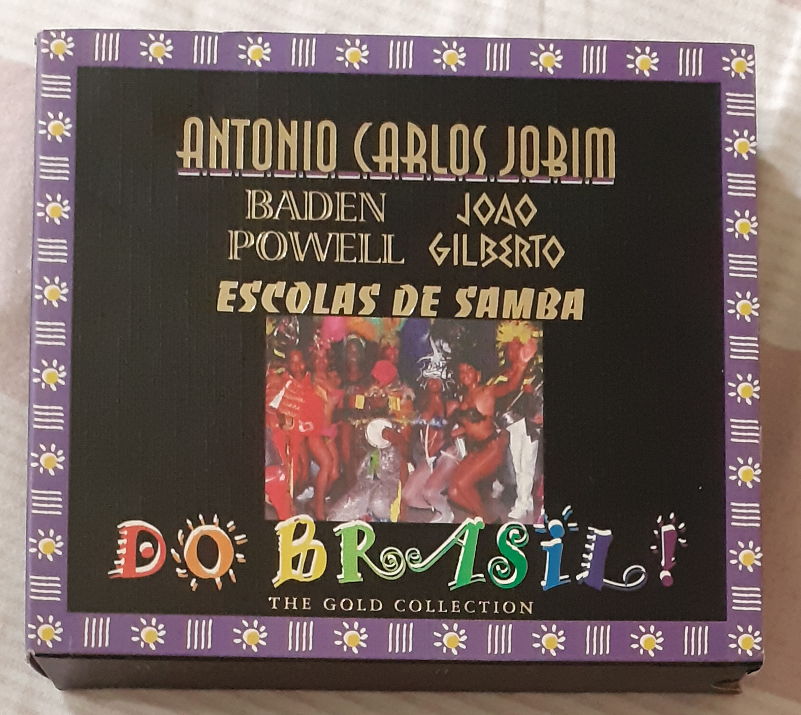 ANTONIO CARLOS JOBIM
BADEN POWELL
JOAO GILBERTO
ESCOLAS DE SAMBA
DO BRASIL!
THE GOLD COLLECTION